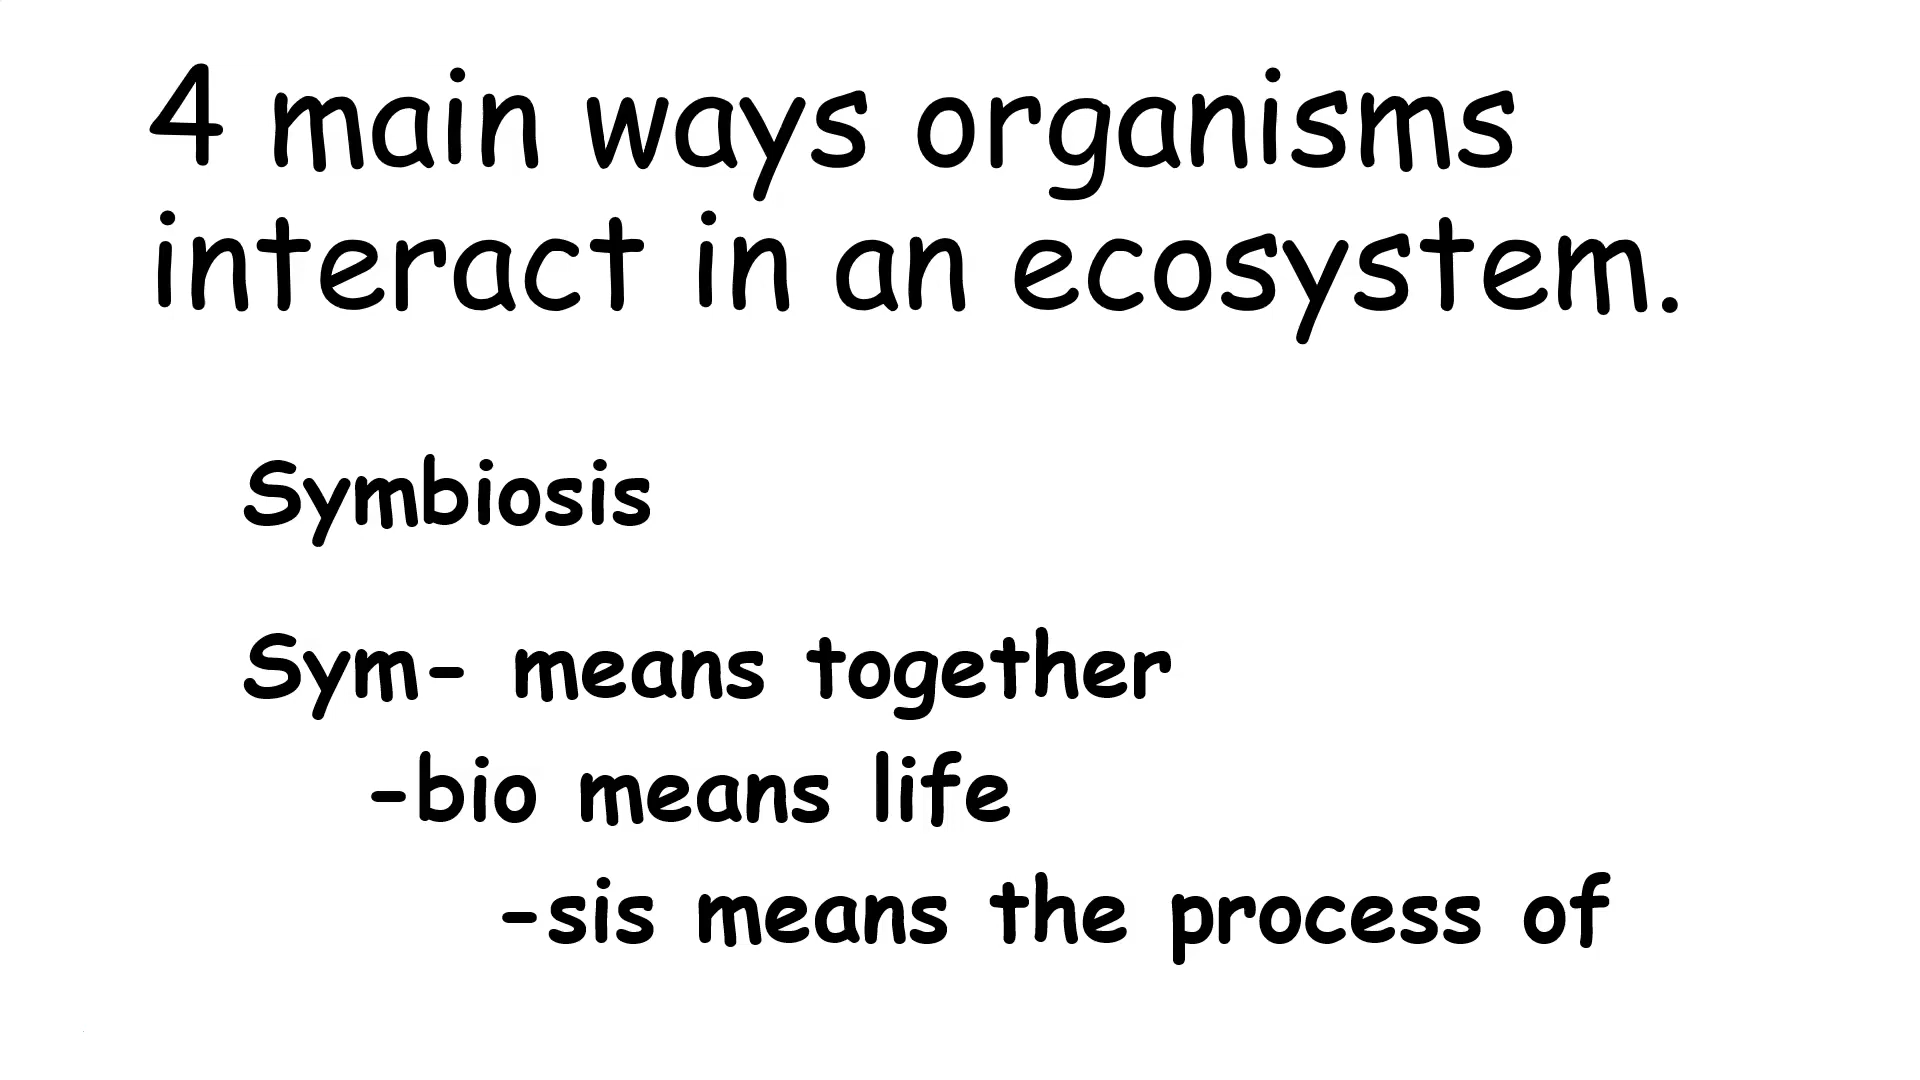 4 main ways organisms
interact in an ecosystem.
Symbiosis
Sym- means together
-bio means life
-sis means the process of